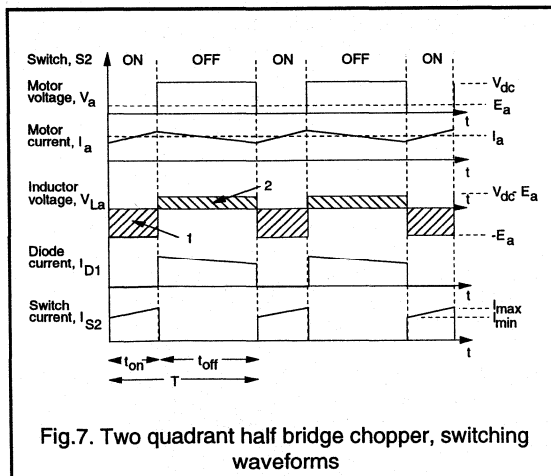 Switch, S2 ON OFF ON OFF ON
Motor voltage, Va
Vdc
Ea
t
Motor current, Ia
Ia
t
Inductor voltage, VLa
2
Vdc- Ea
t
1
-Ea
Diode current, ID1
t
Switch current, IS2
Imax
Imin
t
ton toff
T
Fig.7. Two quadrant half bridge chopper, switching
waveforms